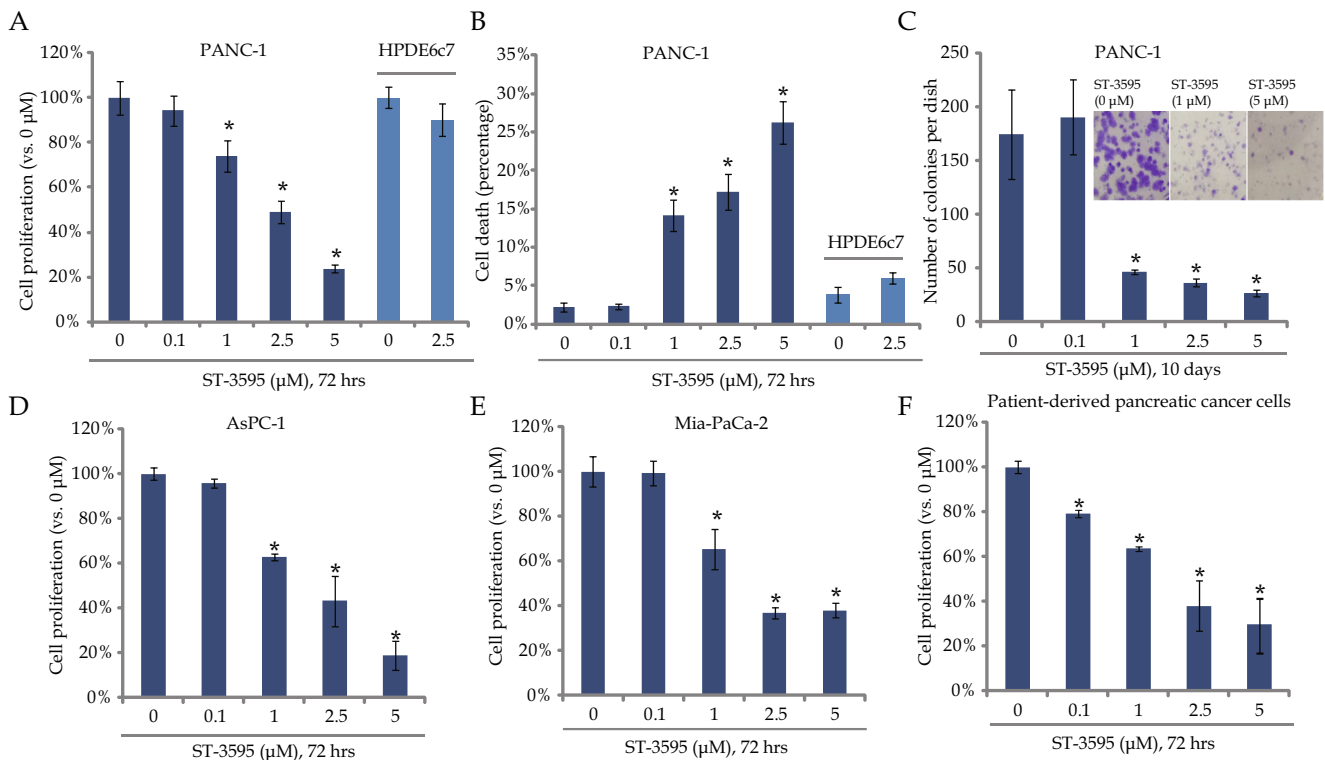 A
PANC-1
HPDE6c7
Cell proliferation (vs. 0 µM)
120%
100%
80%
60%
40%
20%
0%
*
*
*
0 0.1 1 2.5 5 0 2.5
ST-3595 (µM), 72 hrs
B
PANC-1
Cell death (percentage)
35%
30%
25%
20%
15%
10%
5%
0%
*
*
*
HPDE6c7
0 0.1 1 2.5 5 0 2.5
ST-3595 (µM), 72 hrs
C
PANC-1
Number of colonies per dish
250
200
150
100
50
0
ST-3595 ST-3595 ST-3595
(0 µM) (1 µM) (5 µM)
* * *
0 0.1 1 2.5 5
ST-3595 (µM), 10 days
D
AsPC-1
Cell proliferation (vs. 0 µM)
120%
100%
80%
60%
40%
20%
0%
*
*
*
0 0.1 1 2.5 5
ST-3595 (µM), 72 hrs
E
Mia-PaCa-2
Cell proliferation (vs. 0 µM)
120%
100%
80%
60%
40%
20%
0%
*
* *
0 0.1 1 2.5 5
ST-3595 (µM), 72 hrs
F
Patient-derived pancreatic cancer cells
Cell proliferation (vs. 0 µM)
120%
100%
80%
60%
40%
20%
0%
*
*
*
*
0 0.1 1 2.5 5
ST-3595 (µM), 72 hrs